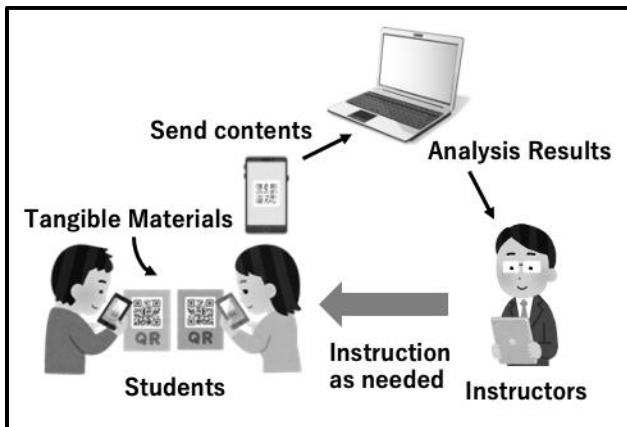 Send contents
Analysis Results
Tangible Materials
QR
QR
Instruction
as needed
Students
Instructors